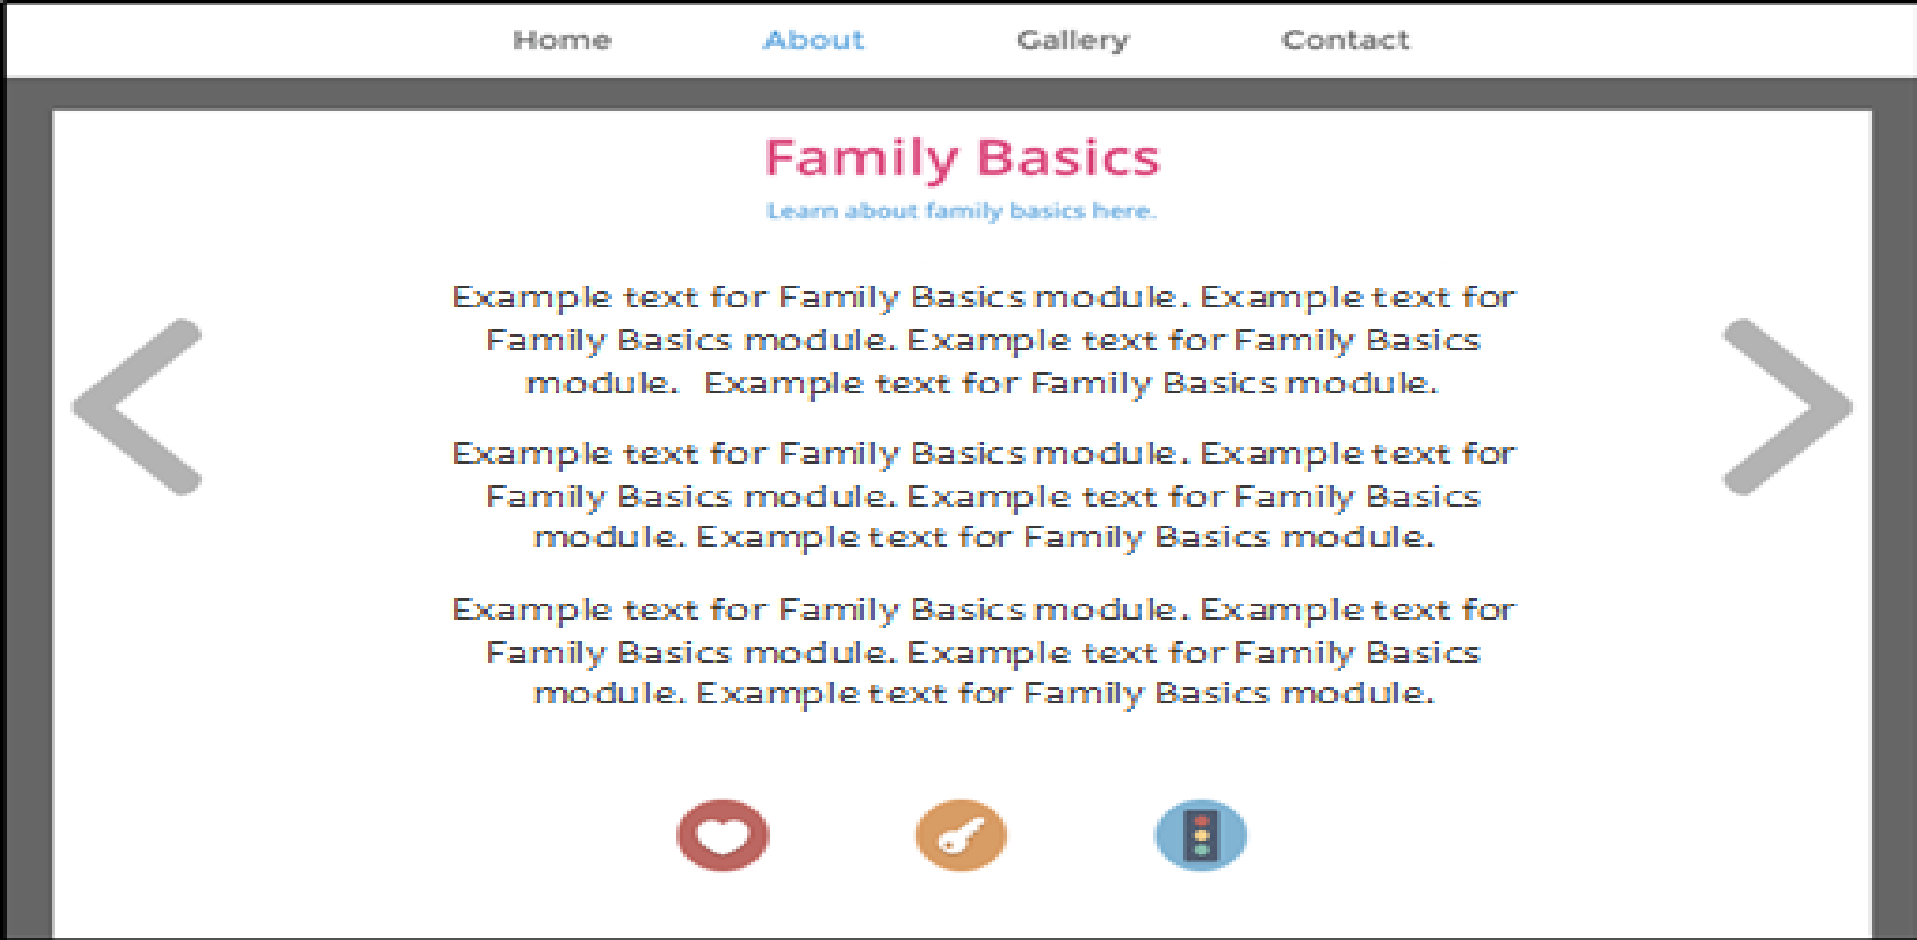 Home About Gallery Contact
Family Basics
Learn about family basics here.
Example text for Family Basics module. Example text for
Family Basics module. Example text for Family Basics
module. Example text for Family Basics module.
Example text for Family Basics module. Example text for
Family Basics module. Example text for Family Basics
module. Example text for Family Basics module.
Example text for Family Basics module. Example text for
Family Basics module. Example text for Family Basics
module. Example text for Family Basics module.